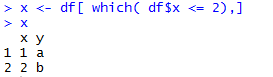 > x <- df[ which( df$x <= 2),]
> x
  x y
1 1 a
2 2 b